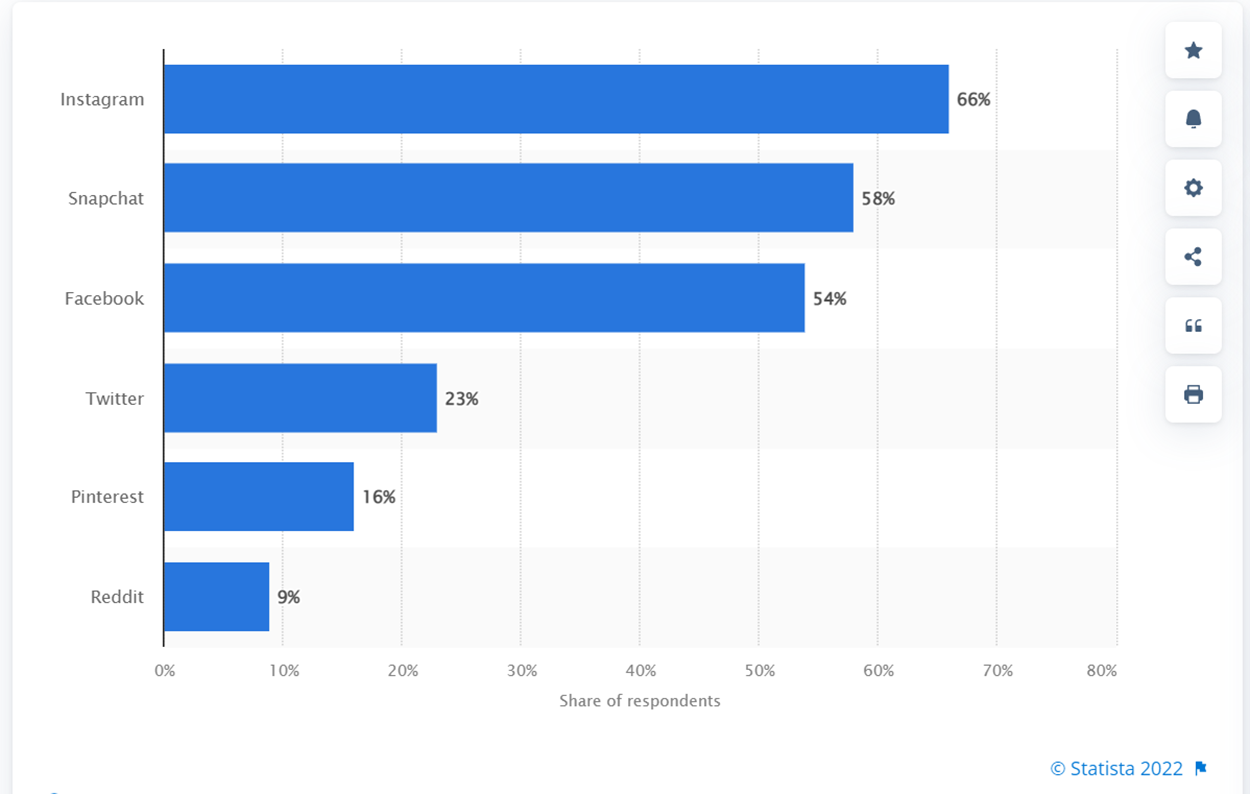 Instagram 66%
Snapchat 58%
Facebook 54%
Twitter 23%
Pinterest 16%
Reddit 9%
0% 10% 20% 30% 40% 50% 60% 70% 80%
Share of respondents
© Statista 2022